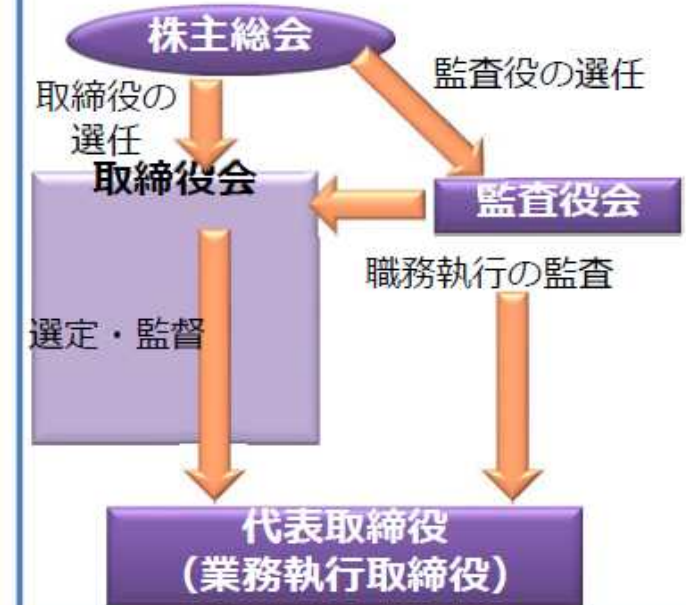 株主総会
取締役の
選任
監査役の選任
取締役会
監査役会
職務執行の監査
選定・監督
代表取締役
（業務執行取締役）